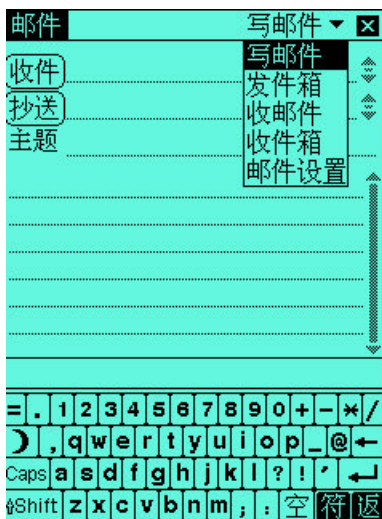 邮件 写邮件
写邮件
收件
发件箱
抄送
收邮件
主题
收件箱
邮件设置
= . 1 2 3 4 5 6 7 8 9 0 + - * /
) , q w e r t y u i o p _ @ ←
Caps a s d f g h j k l ? ! ' ↵
Shift z x c v b n m ; : 空 符 返